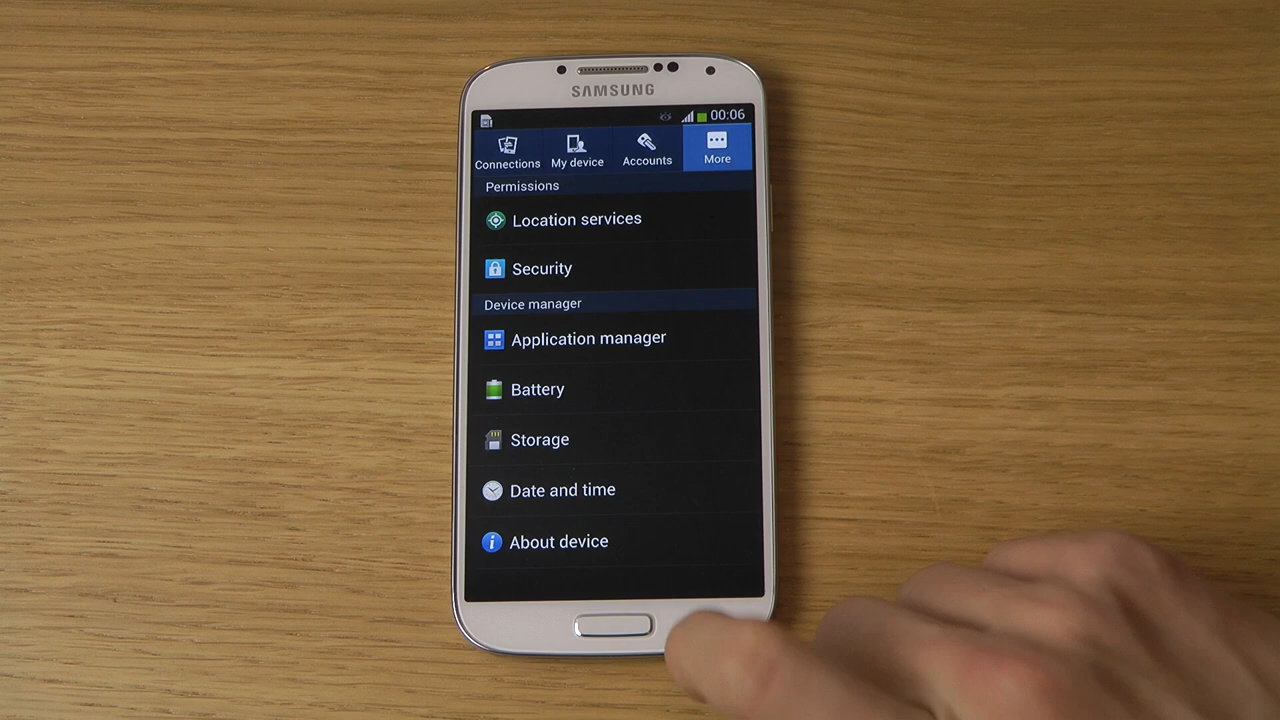 SAMSUNG
00:06
Connections My device Accounts More
Permissions
Location services
Security
Device manager
Application manager
Battery
Storage
Date and time
About device